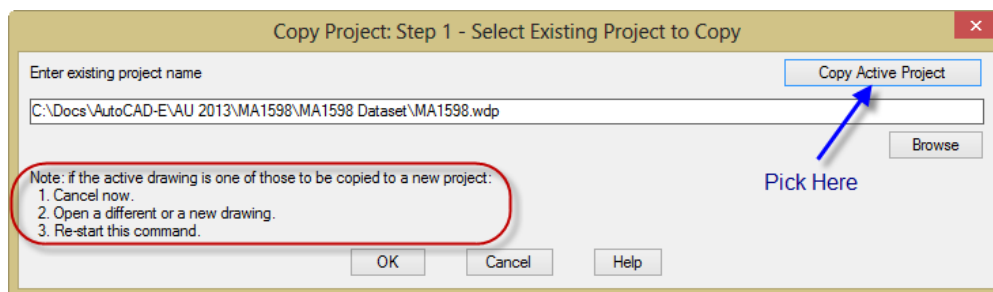 Copy Project: Step 1 - Select Existing Project to Copy
Enter existing project name
Copy Active Project
C:\Docs\AutoCAD-E\AU 2013\MA1598\MA1598 Dataset\MA1598.wdp
Browse
Note: if the active drawing is one of those to be copied to a new project:
1. Cancel now.
2. Open a different or a new drawing.
3. Re-start this command.
Pick Here
OK
Cancel
Help